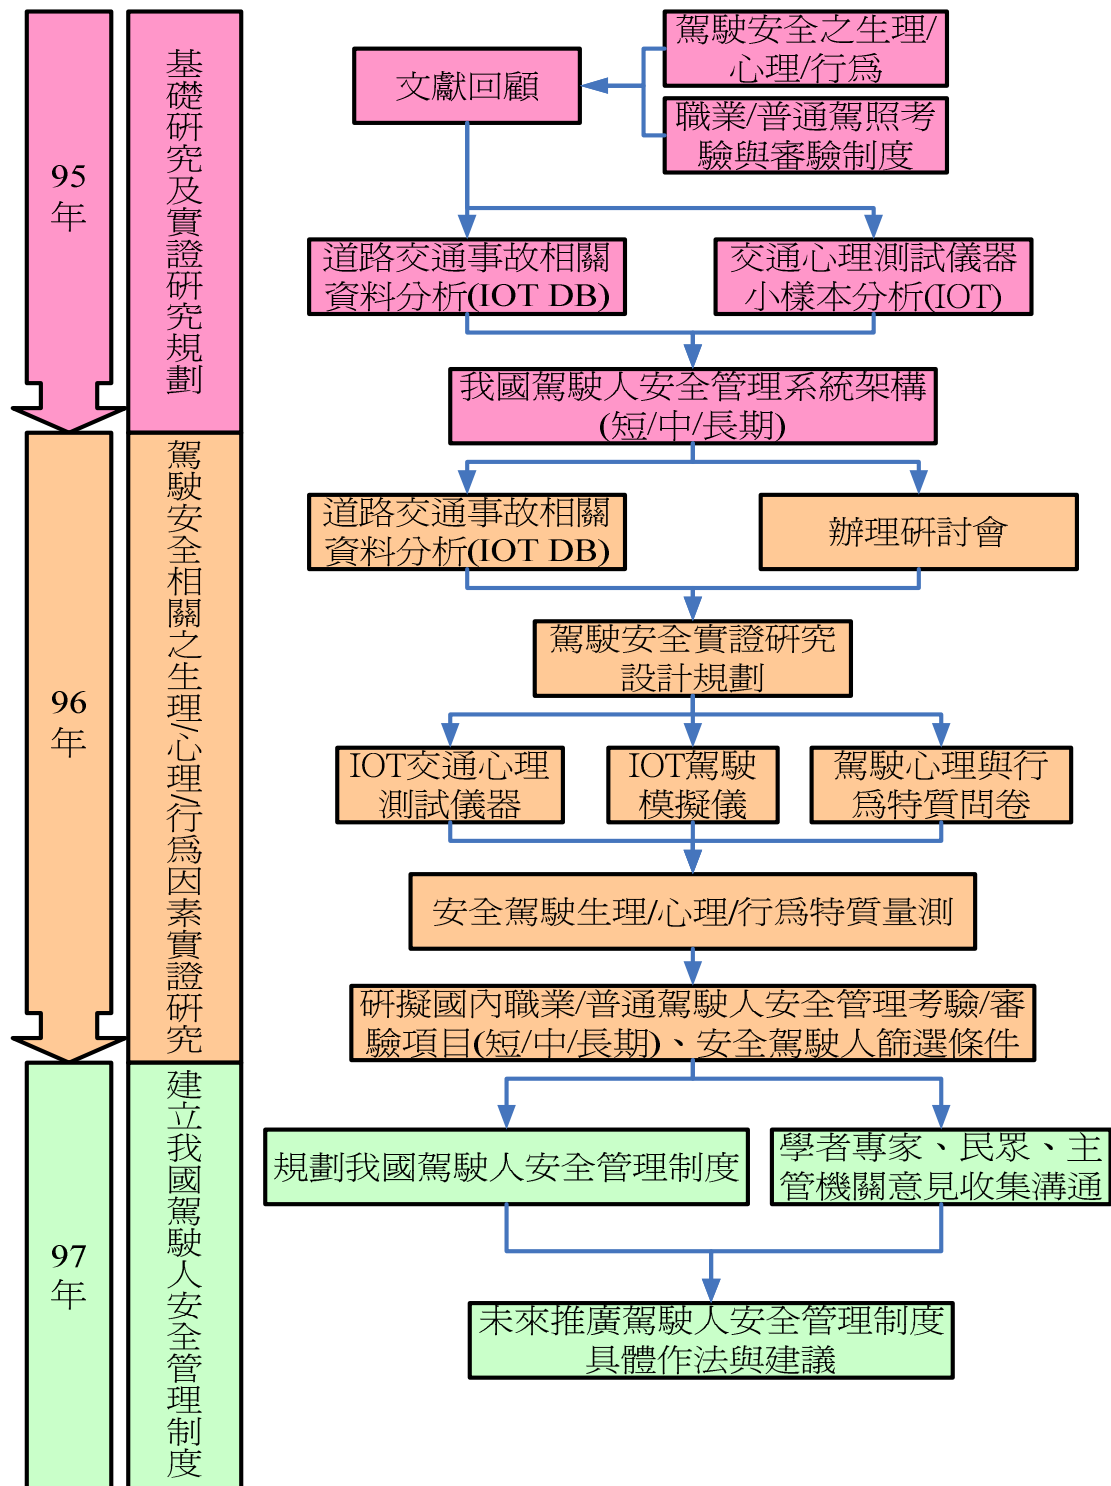 95
年
基礎研究及實證研究規劃
駕駛安全之生理/
心理/行為
文獻回顧
職業/普通駕照考
驗與審驗制度
道路交通事故相關
資料分析(IOT DB)
交通心理測試儀器
小樣本分析(IOT)
我國駕駛人安全管理系統架構
(短/中/長期)
96
年
駕駛安全相關之生理/心理/行為因素實證研究
道路交通事故相關
資料分析(IOT DB)
辦理研討會
駕駛安全實證研究
設計規劃
IOT交通心理
測試儀器
IOT駕駛
模擬儀
駕駛心理與行
為特質問卷
安全駕駛生理/心理/行為特質量測
研擬國內職業/普通駕駛人安全管理考驗/審
驗項目(短/中/長期)、安全駕駛人篩選條件
97
年
建立我國駕駛人安全管理制度
規劃我國駕駛人安全管理制度
學者專家、民眾、主
管機關意見收集溝通
未來推廣駕駛人安全管理制度
具體作法與建議